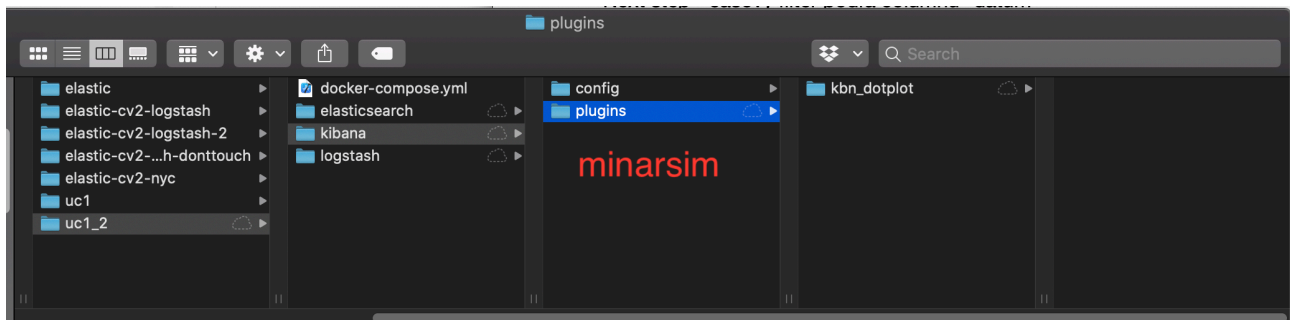 plugins
Search
elastic
elastic-cv2-logstash
elastic-cv2-logstash-2
elastic-cv2-...h-donttouch
elastic-cv2-nyc
uc1
uc1_2
docker-compose.yml
elasticsearch
kibana
logstash
config
plugins
minarsim
kbn_dotplot